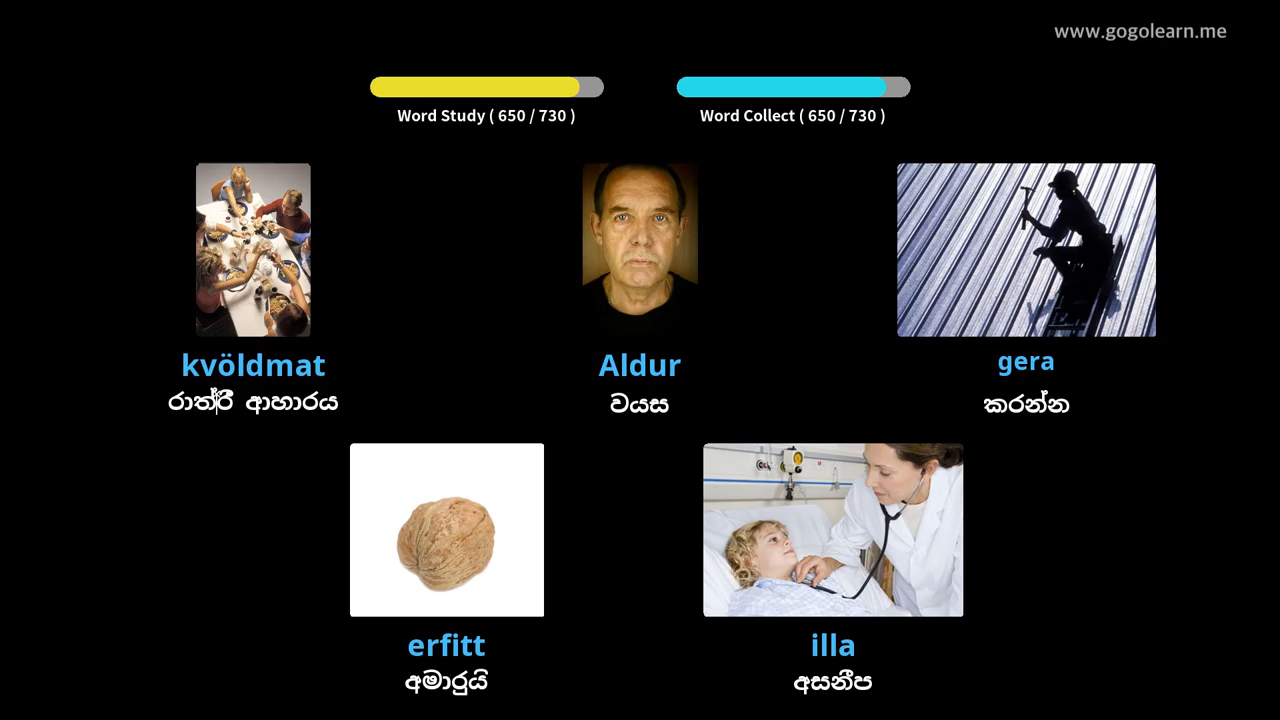 www.gogolearn.me
Word Study ( 650 / 730 )
Word Collect ( 650 / 730 )
kvöldmat
රාත්‍රී ආහාරය
Aldur
වයස
gera
කරන්න
erfitt
අමාරුයි
illa
අසනීප